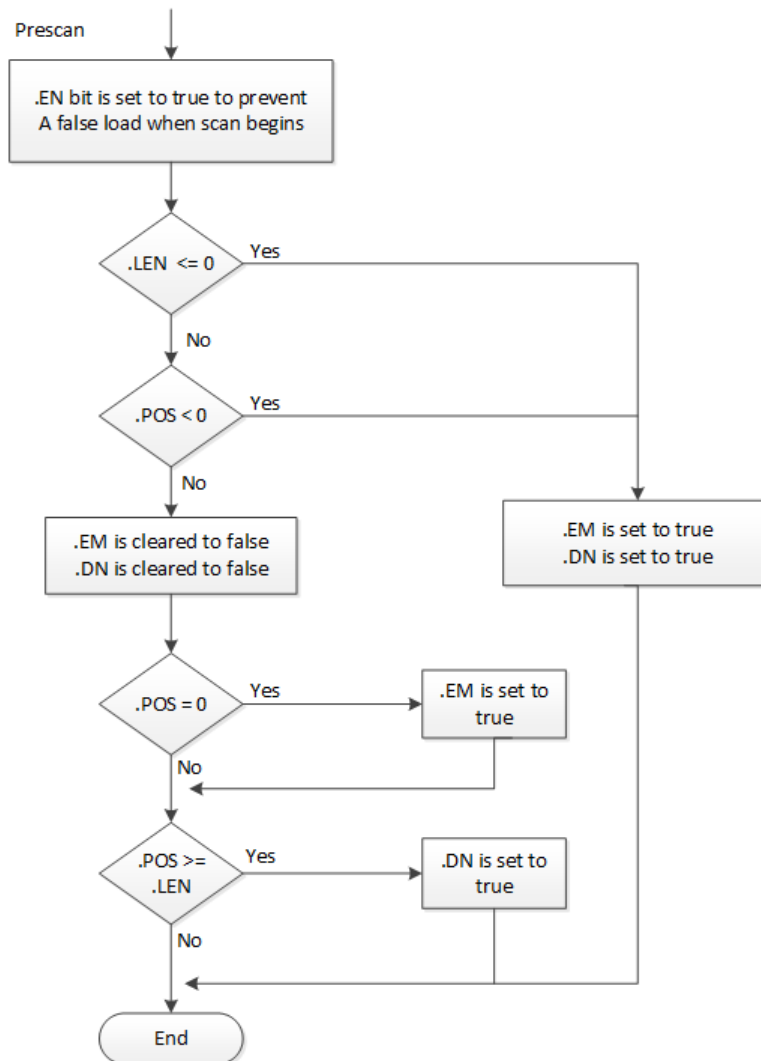 Prescan
.EN bit is set to true to prevent
A false load when scan begins
.LEN <= 0
Yes
No
.POS < 0
Yes
No
.EM is cleared to false
.DN is cleared to false
.EM is set to true
.DN is set to true
.POS = 0
Yes
.EM is set to
true
No
.POS >=
.LEN
Yes
.DN is set to
true
No
End